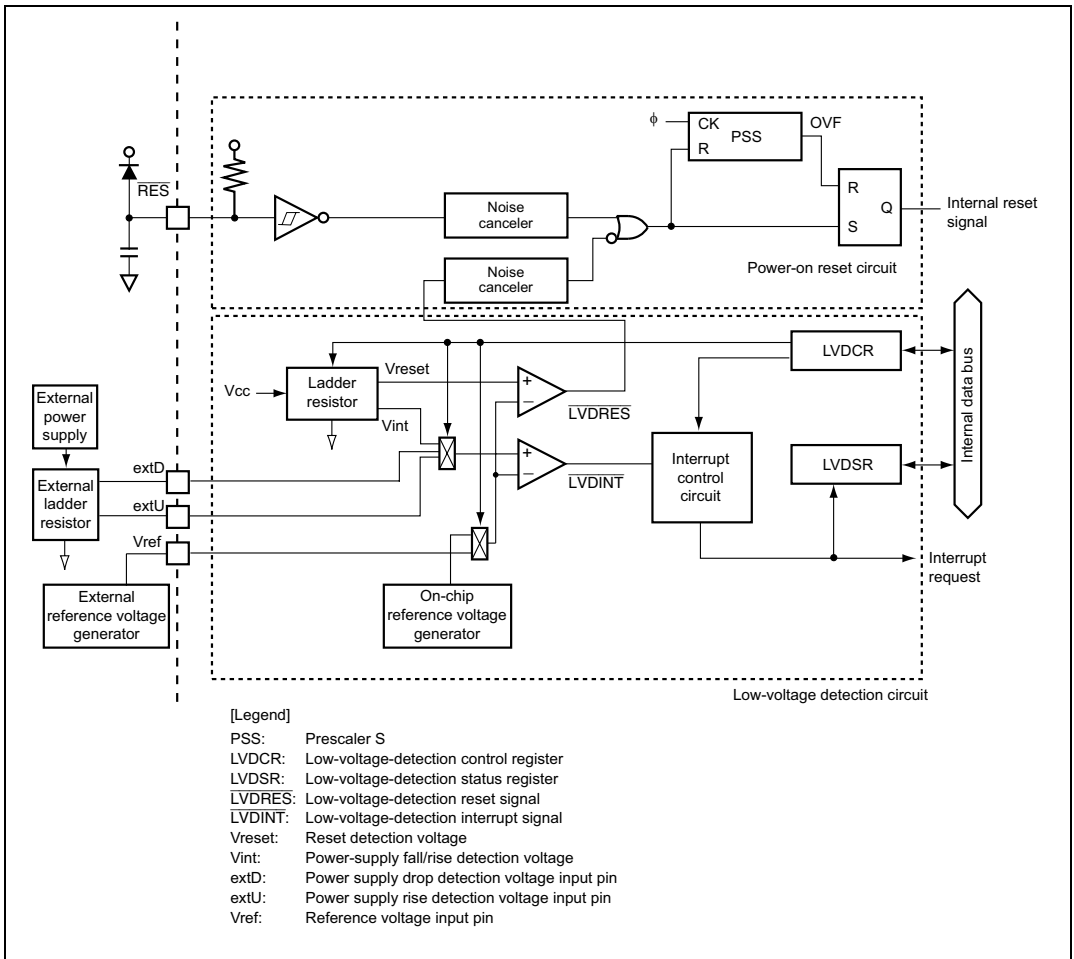 φ
CK
PSS
R
OVF
R
Q
S
Internal reset
signal
RES
Noise
canceler
Noise
canceler
Power-on reset circuit
Vcc
Ladder
resistor
Vreset
Vint
+
−
LVDRES
+
−
LVDINT
LVDCR
Interrupt
control
circuit
LVDSR
Internal data bus
Interrupt
request
External
power
supply
External
ladder
resistor
extD
extU
Vref
External
reference voltage
generator
On-chip
reference voltage
generator
Low-voltage detection circuit
[Legend]
PSS: Prescaler S
LVDCR: Low-voltage-detection control register
LVDSR: Low-voltage-detection status register
LVDRES: Low-voltage-detection reset signal
LVDINT: Low-voltage-detection interrupt signal
Vreset: Reset detection voltage
Vint: Power-supply fall/rise detection voltage
extD: Power supply drop detection voltage input pin
extU: Power supply rise detection voltage input pin
Vref: Reference voltage input pin